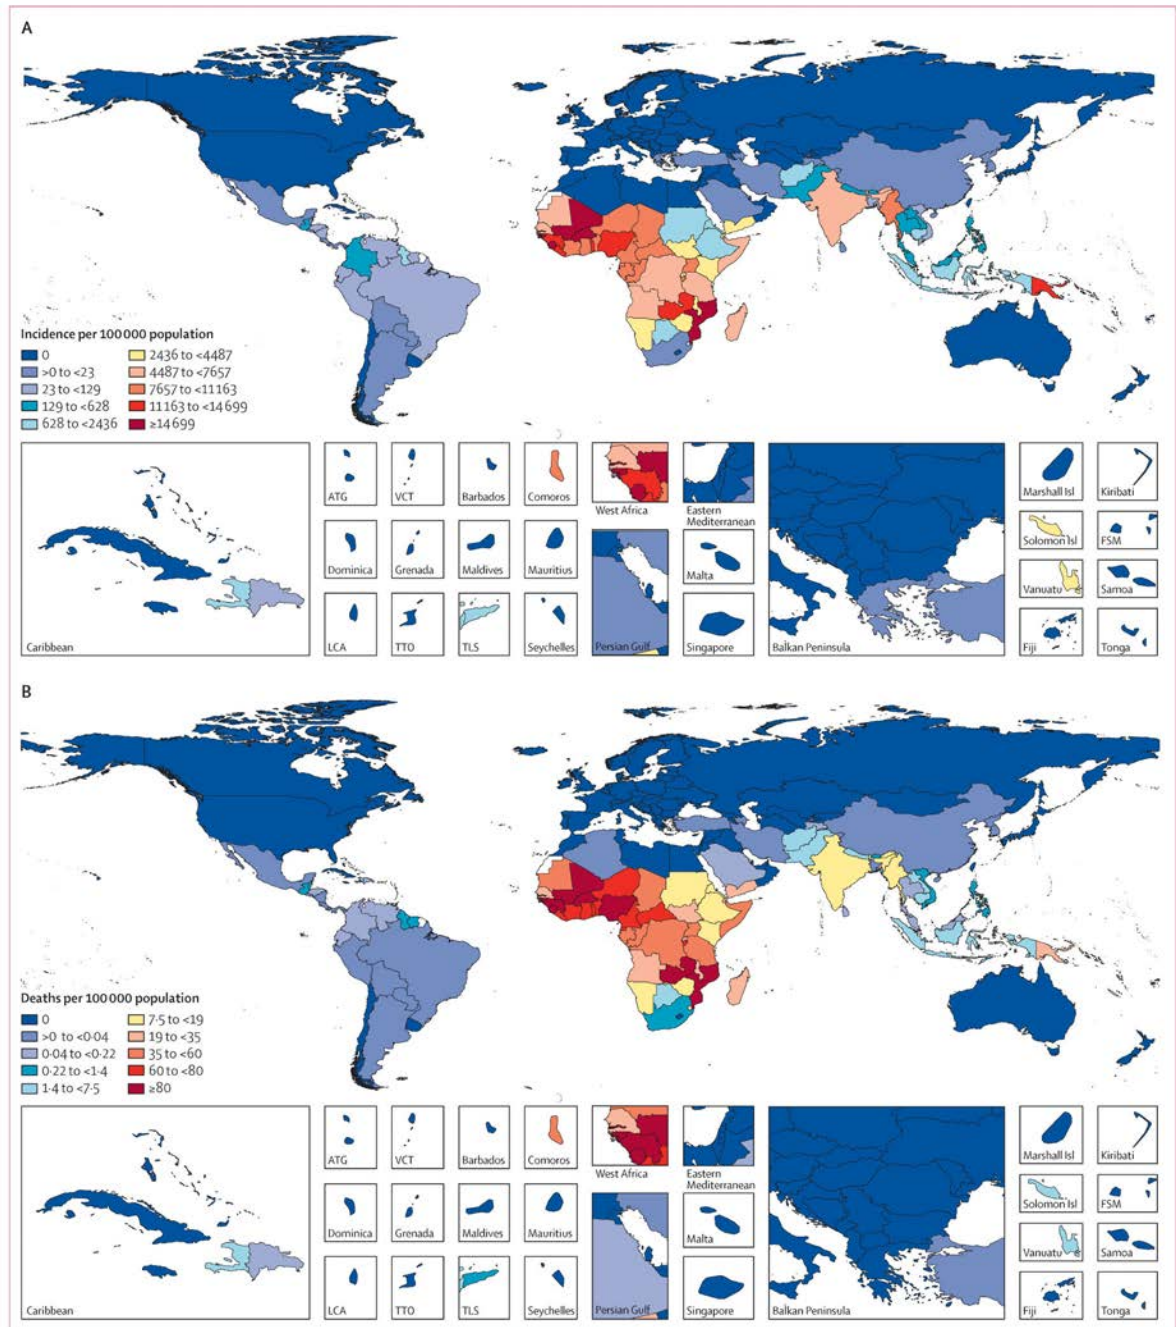 A
Incidence per 100 000 population
0
>0 to <23
23 to <129
129 to <628
628 to <2436
2436 to <4487
4487 to <7657
7657 to <11163
11163 to <14 699
≥14 699
Caribbean
ATG
VCT
Barbados
Comoros
West Africa
Eastern
Mediterranean
Marshall Isl
Kiribati
Dominica
Grenada
Maldives
Mauritius
Malta
Solomon Isl
FSM
Vanuatu
Samoa
LCA
TTO
TLS
Seychelles
Persian Gulf
Singapore
Balkan Peninsula
Fiji
Tonga
B
Deaths per 100 000 population
0
>0 to <0·04
0·04 to <0·22
0·22 to <1·4
1·4 to <7·5
7·5 to <19
19 to <35
35 to <60
60 to <80
≥80
Caribbean
ATG
VCT
Barbados
Comoros
West Africa
Eastern
Mediterranean
Marshall Isl
Kiribati
Dominica
Grenada
Maldives
Mauritius
Malta
Solomon Isl
FSM
Vanuatu
Samoa
LCA
TTO
TLS
Seychelles
Persian Gulf
Singapore
Balkan Peninsula
Fiji
Tonga